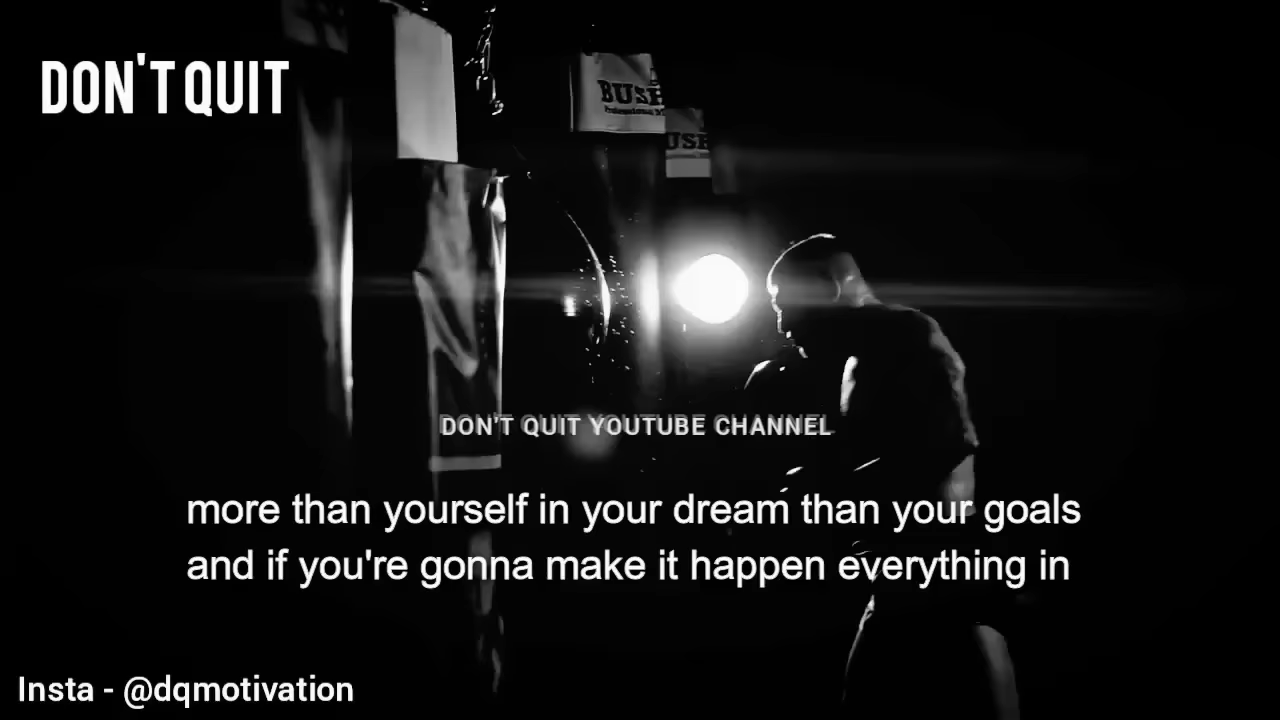 DON'T QUIT
BUSH
USH
DON'T QUIT YOUTUBE CHANNEL
more than yourself in your dream than your goals
and if you're gonna make it happen everything in
Insta - @dqmotivation